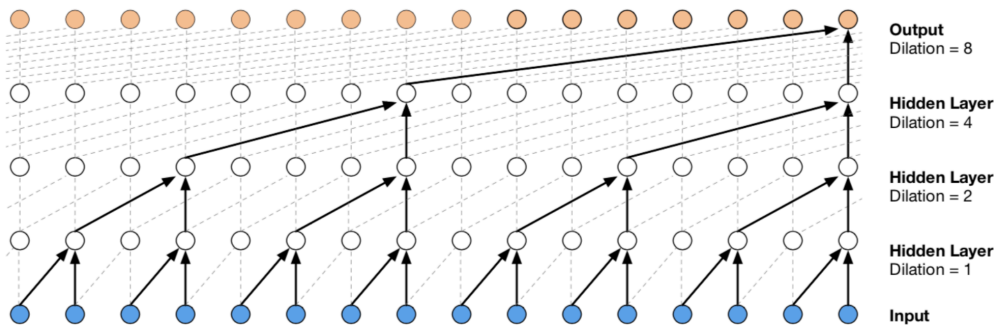 Output
Dilation = 8
Hidden Layer
Dilation = 4
Hidden Layer
Dilation = 2
Hidden Layer
Dilation = 1
Input